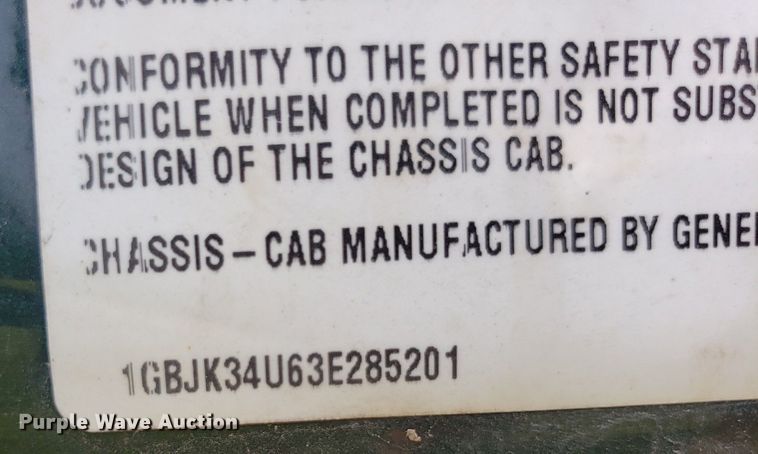 CONFORMITY TO THE OTHER SAFETY STA
VEHICLE WHEN COMPLETED IS NOT SUBS
DESIGN OF THE CHASSIS CAB.
CHASSIS – CAB MANUFACTURED BY GENE
1GBJK34U63E285201
Purple Wave Auction